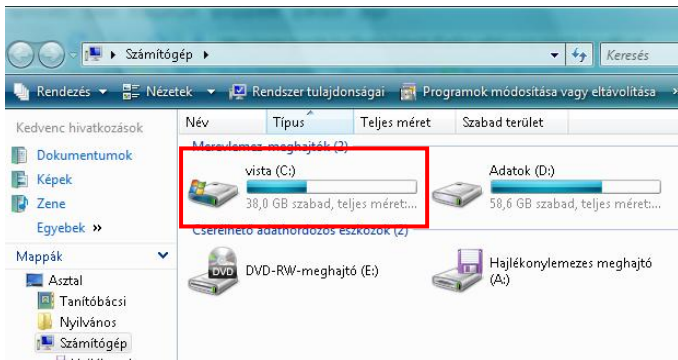 Számítógép
Keresés
Rendezés Nézetek Rendszer tulajdonságai Programok módosítása vagy eltávolítása
Kedvenc hivatkozások
Név Típus Teljes méret Szabad terület
Merevlemez-meghajtók (2)
Dokumentumok
Képek
Zene
Egyebek »
vista (C:)
38,0 GB szabad, teljes méret:...
Adatok (D:)
58,6 GB szabad, teljes méret:...
Cserélhető adathordozós eszközök (2)
DVD
DVD-RW-meghajtó (E:)
Hajlékonylemezes meghajtó
(A:)
Mappák
Asztal
Tanítóbácsi
Nyilvános
Számítógép